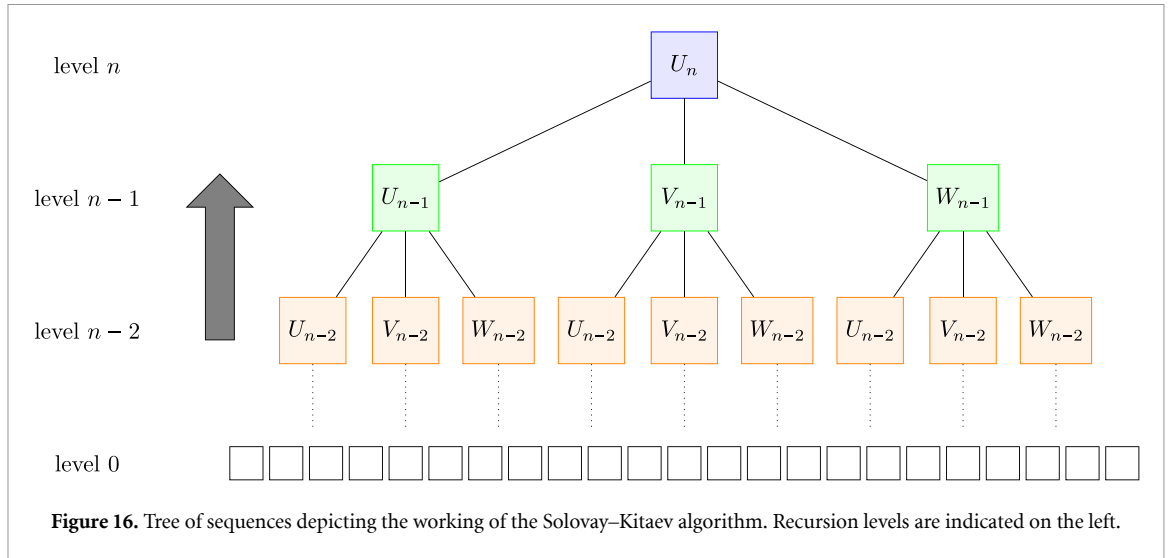 level n
U_n
level n − 1
U_{n−1} V_{n−1} W_{n−1}
level n − 2
U_{n−2} V_{n−2} W_{n−2} U_{n−2} V_{n−2} W_{n−2} U_{n−2} V_{n−2} W_{n−2}
level 0
Figure 16. Tree of sequences depicting the working of the Solovay–Kitaev algorithm. Recursion levels are indicated on the left.